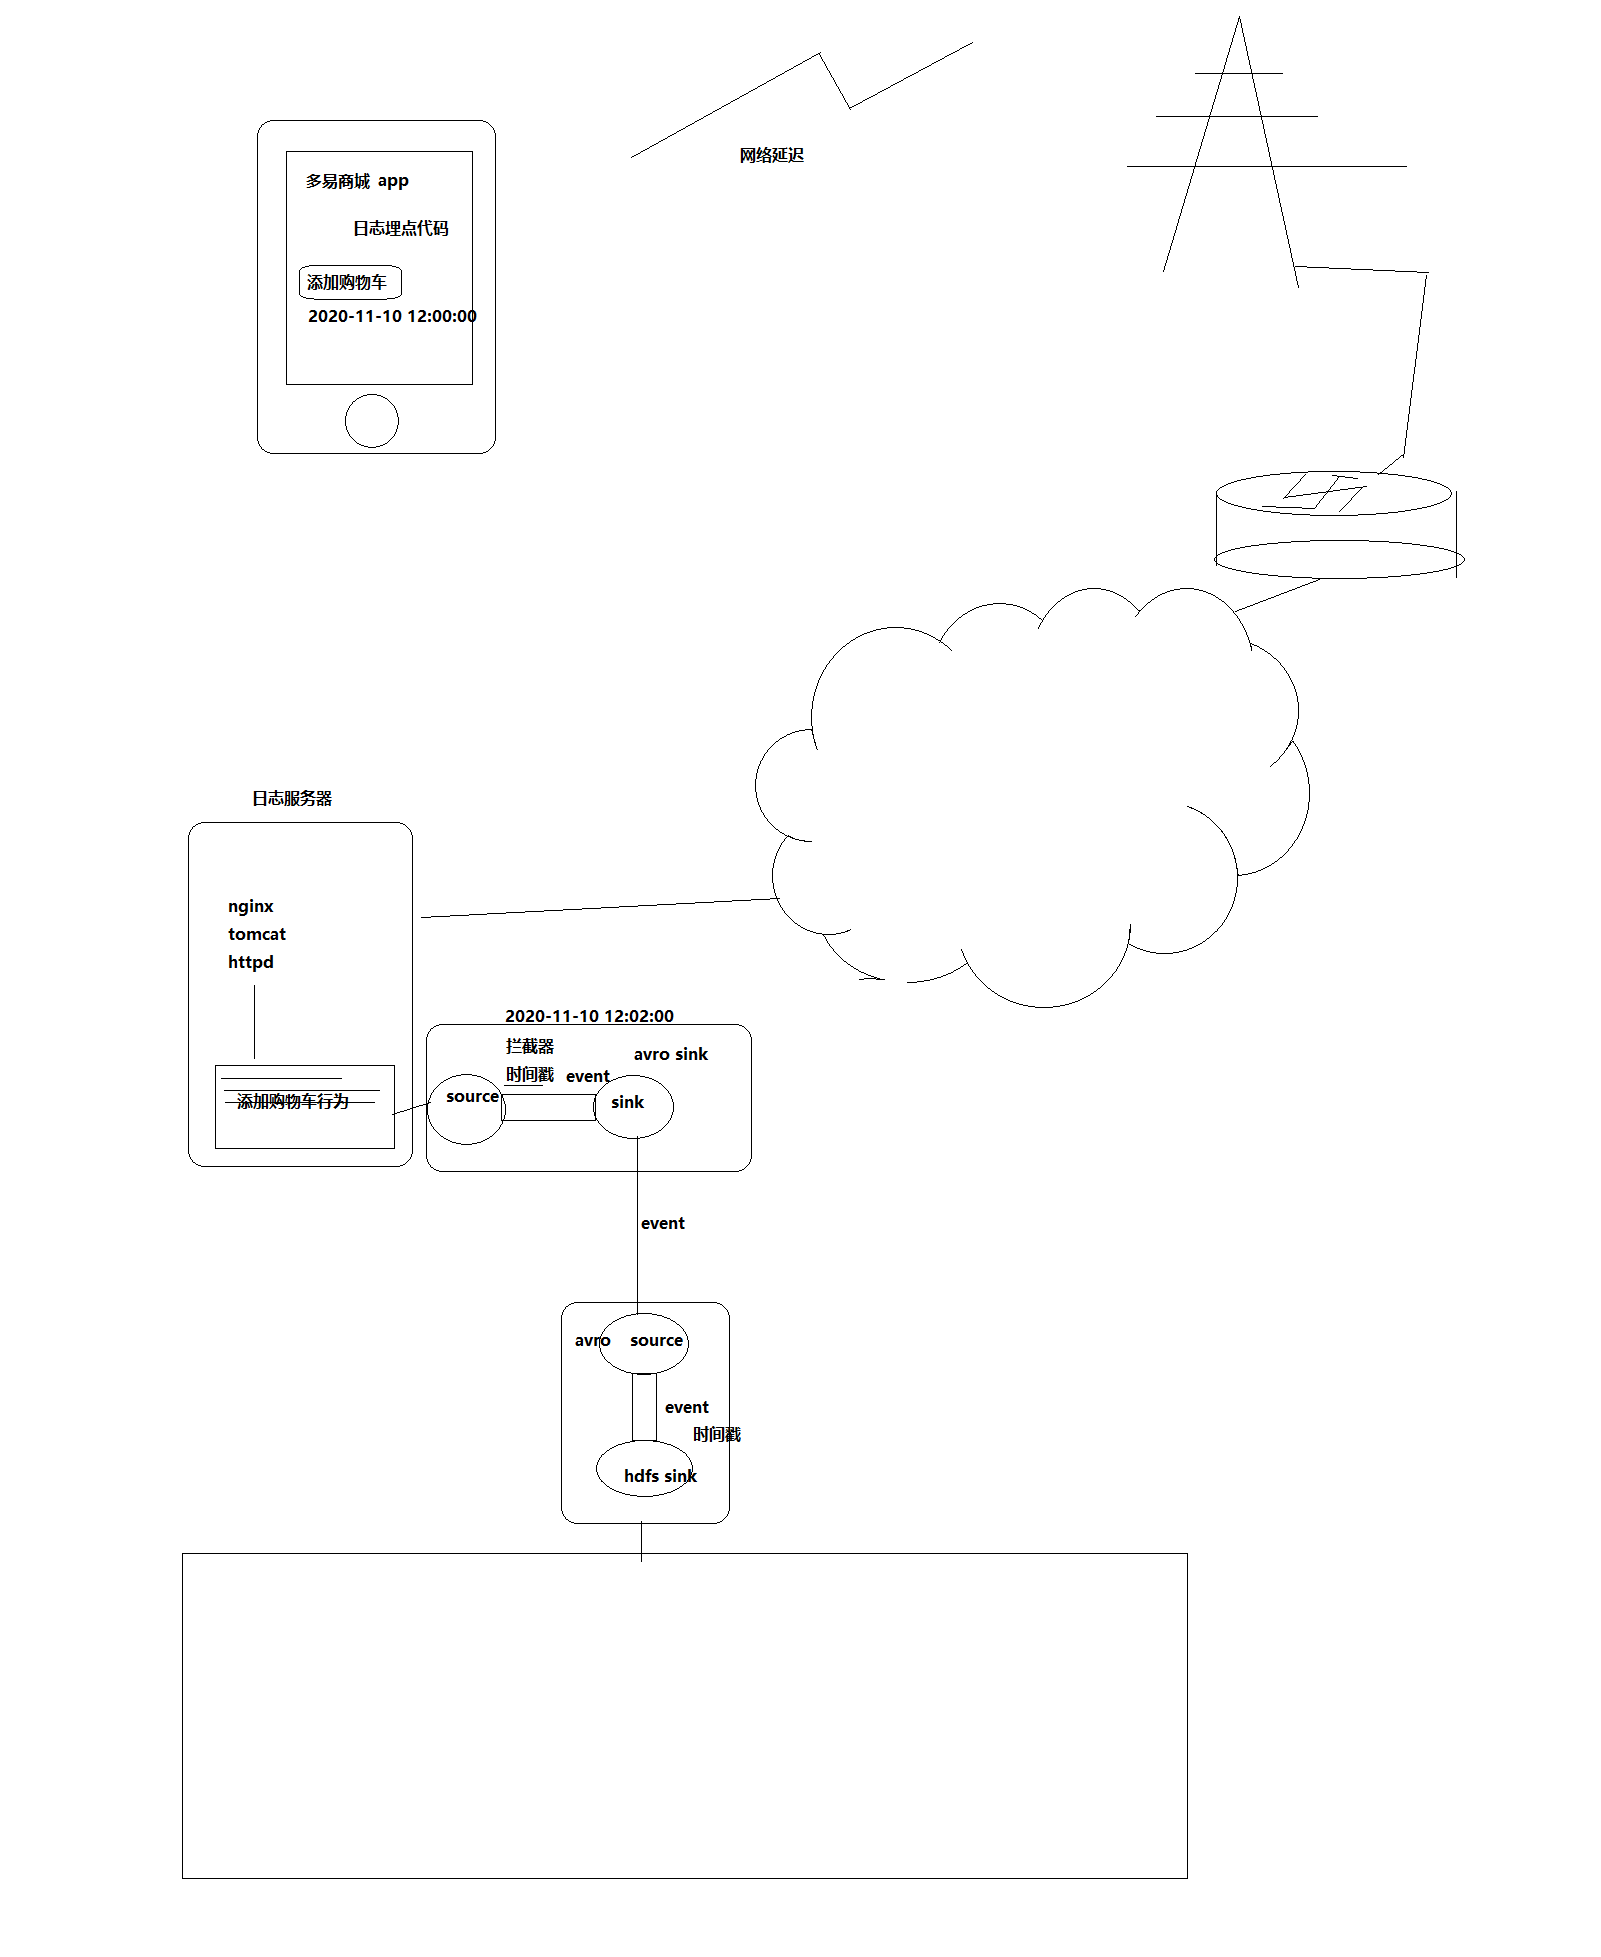 网络延迟
多易商城 app
日志埋点代码
添加购物车
2020-11-10 12:00:00
日志服务器
nginx
tomcat
httpd
添加购物车行为
2020-11-10 12:02:00
拦截器
avro sink
时间戳 event
source
sink
event
avro source
event
时间戳
hdfs sink